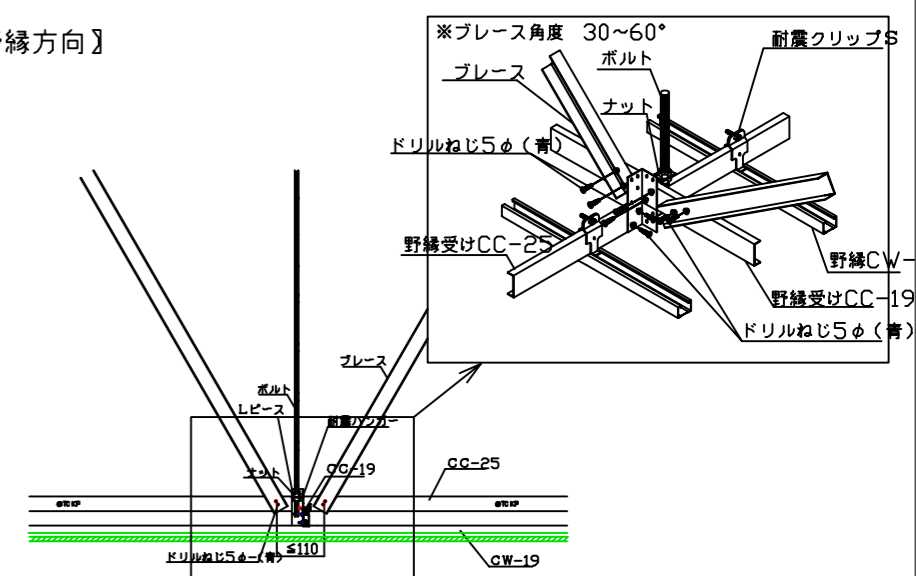 縁方向】
※ブレース角度 30~60°
耐震クリップS
ボルト
ブレース
ナット
ドリルねじ5φ(青)
野縁受けCC-25
野縁CW-
野縁受けCC-19
ドリルねじ5φ(青)
ブレース
ボルト
Lピース
耐震ハンガー
ナット
CC-19
CC-25
ドリルねじ5φ(青)
≦110
CW-19